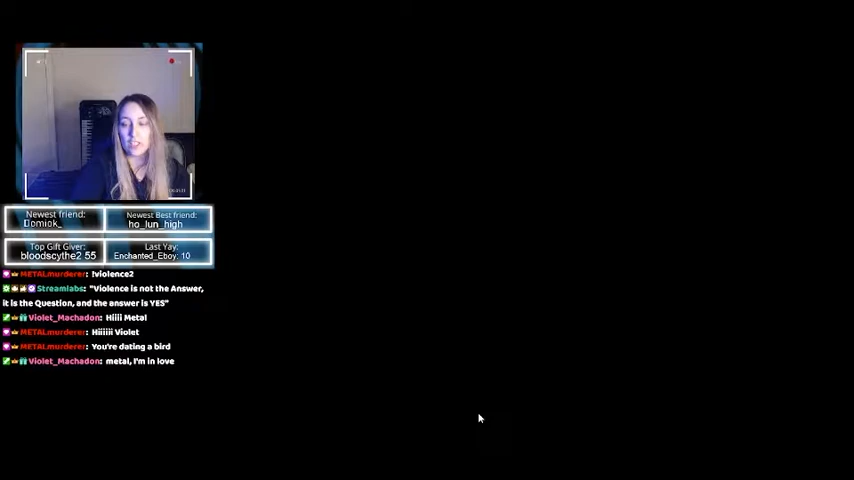 Newest friend:
Domiok_
Newest Best friend:
ho_lun_high
Top Gift Giver:
bloodscythe2 55
Last Yay:
Enchanted_Eboy: 10
METALmurderer: !violence2
Streamlabs: "Violence is not the Answer,
it is the Question, and the answer is YES"
Violet_Machadon: Hiiii Metal
METALmurderer: Hiiiiii Violet
METALmurderer: You're dating a bird
Violet_Machadon: metal, I'm in love